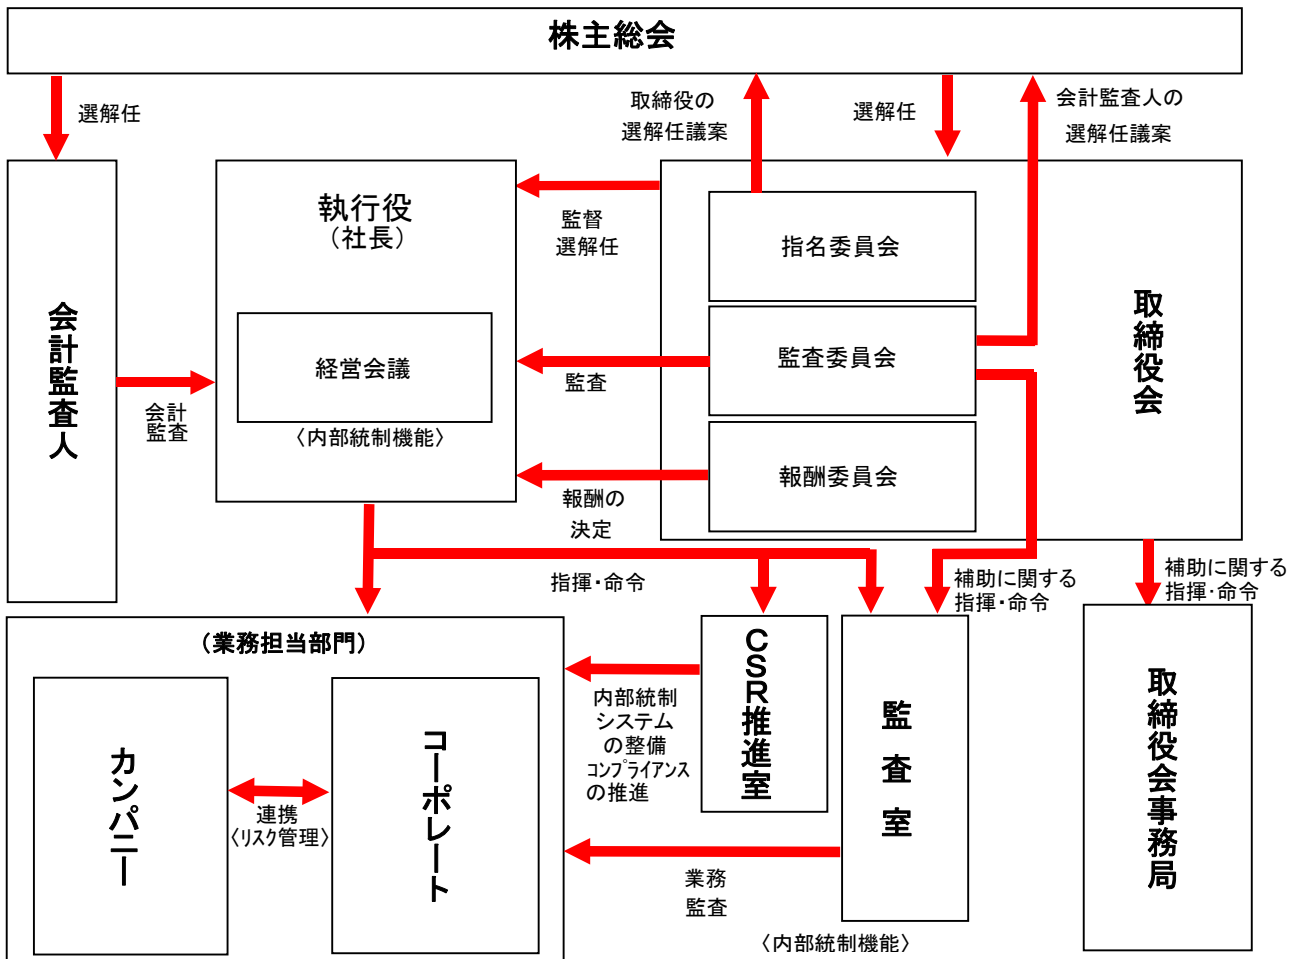 株主総会
選解任
取締役の
選解任議案
選解任
会計監査人の
選解任議案
会計監査人
執行役
（社長）
監督
選解任
指名委員会
取締役会
経営会議
〈内部統制機能〉
監査委員会
監査
会計
監査
報酬委員会
報酬の
決定
指揮・命令
補助に関する
指揮・命令
補助に関する
指揮・命令
（業務担当部門）
カンパニー
コーポレート
連携
〈リスク管理〉
内部統制
システム
の整備
コンプライアンス
の推進
CSR推進室
監査室
取締役会事務局
業務
監査
〈内部統制機能〉